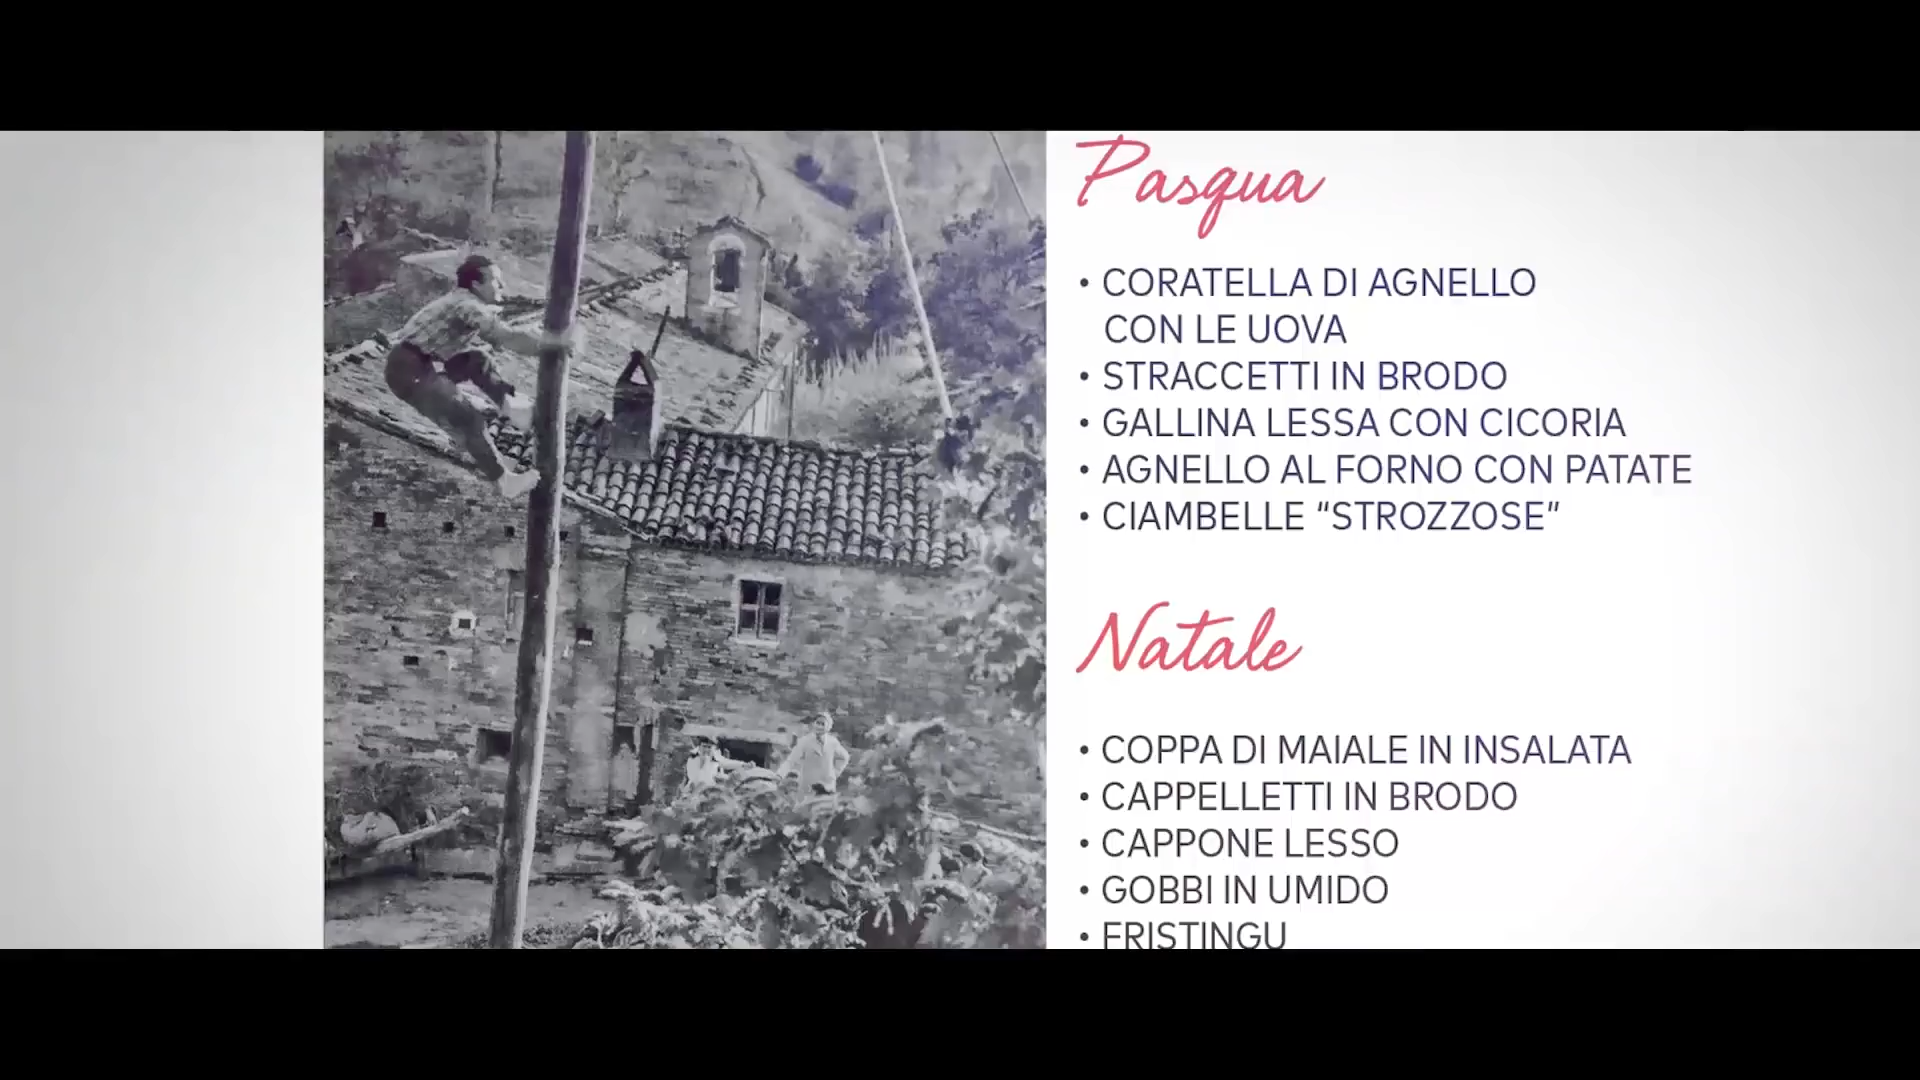 Pasqua
• CORATELLA DI AGNELLO
CON LE UOVA
• STRACCETTI IN BRODO
• GALLINA LESSA CON CICORIA
• AGNELLO AL FORNO CON PATATE
• CIAMBELLE “STROZZOSE”
Natale
• COPPA DI MAIALE IN INSALATA
• CAPPELLETTI IN BRODO
• CAPPONE LESSO
• GOBBI IN UMIDO
• FRISTINGU